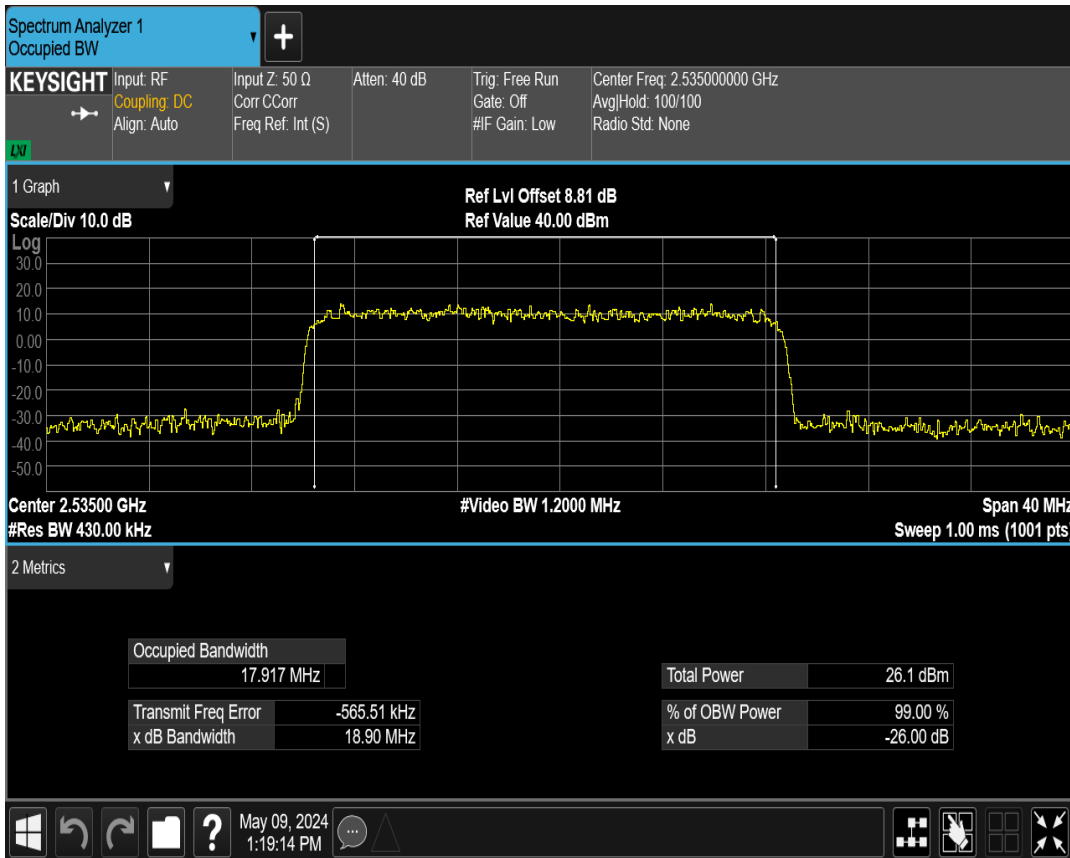 Spectrum Analyzer 1
Occupied BW
+
KEYSIGHT
LXI
Input: RF
Coupling: DC
Align: Auto
Input Z: 50 Ω
Corr CCorr
Freq Ref: Int (S)
Atten: 40 dB
Trig: Free Run
Gate: Off
#IF Gain: Low
Center Freq: 2.535000000 GHz
Avg|Hold: 100/100
Radio Std: None
1 Graph
Scale/Div 10.0 dB
Ref Lvl Offset 8.81 dB
Ref Value 40.00 dBm
Log
30.0
20.0
10.0
0.00
-10.0
-20.0
-30.0
-40.0
-50.0
Center 2.53500 GHz
#Video BW 1.2000 MHz
Span 40 MHz
#Res BW 430.00 kHz
Sweep 1.00 ms (1001 pts)
2 Metrics
Occupied Bandwidth
17.917 MHz
Total Power 26.1 dBm
Transmit Freq Error -565.51 kHz
% of OBW Power 99.00 %
x dB Bandwidth 18.90 MHz
x dB -26.00 dB
?
May 09, 2024
1:19:14 PM